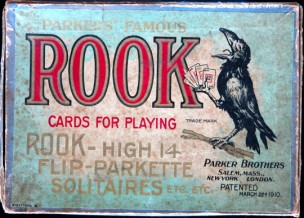 PARKER'S FAMOUS
ROOK
TRADE MARK
CARDS FOR PLAYING
ROOK-HIGH.14
FLIP-PARKETTE
SOLITAIRES ETC. ETC.
PARKER BROTHERS
SALEM, MASS.,
NEW YORK LONDON.
PATENTED
MARCH 22D 1910.